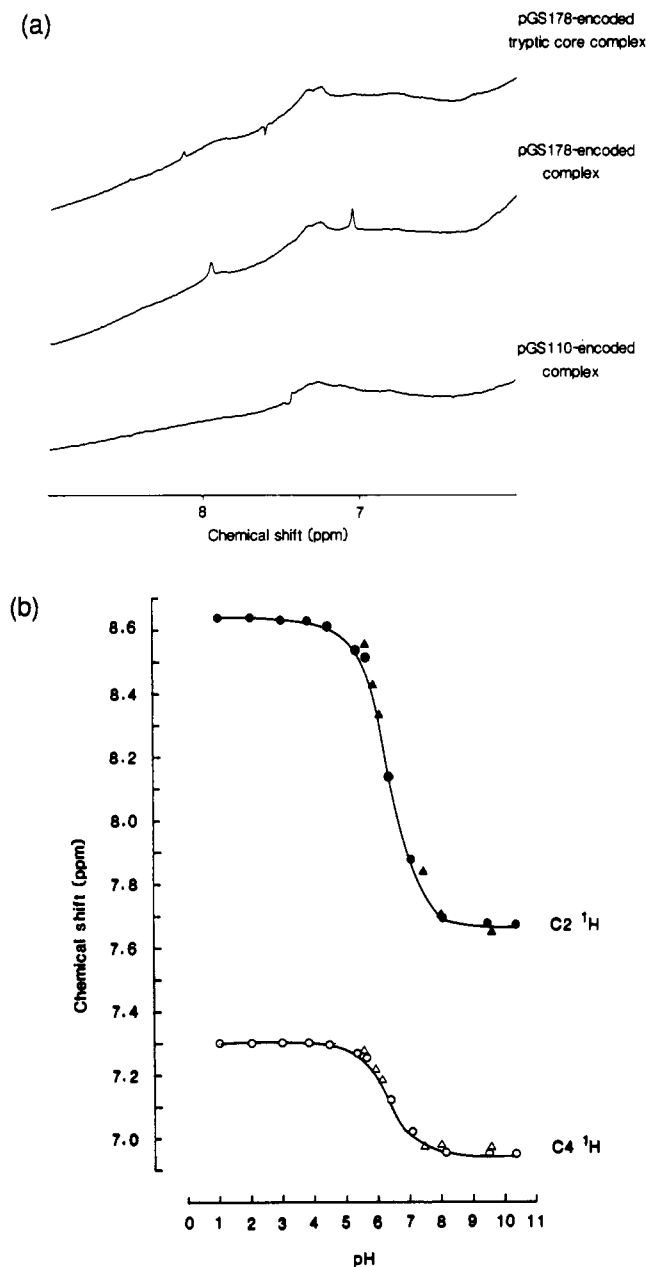 (a)
pGS178-encoded
tryptic core complex
pGS178-encoded
complex
pGS110-encoded
complex
8 7
Chemical shift (ppm)
(b)
8.6
8.4
8.2
8.0
7.8
7.6
7.4
7.2
7.0
Chemical shift (ppm)
C2 ¹H
C4 ¹H
0 1 2 3 4 5 6 7 8 9 10 11
pH